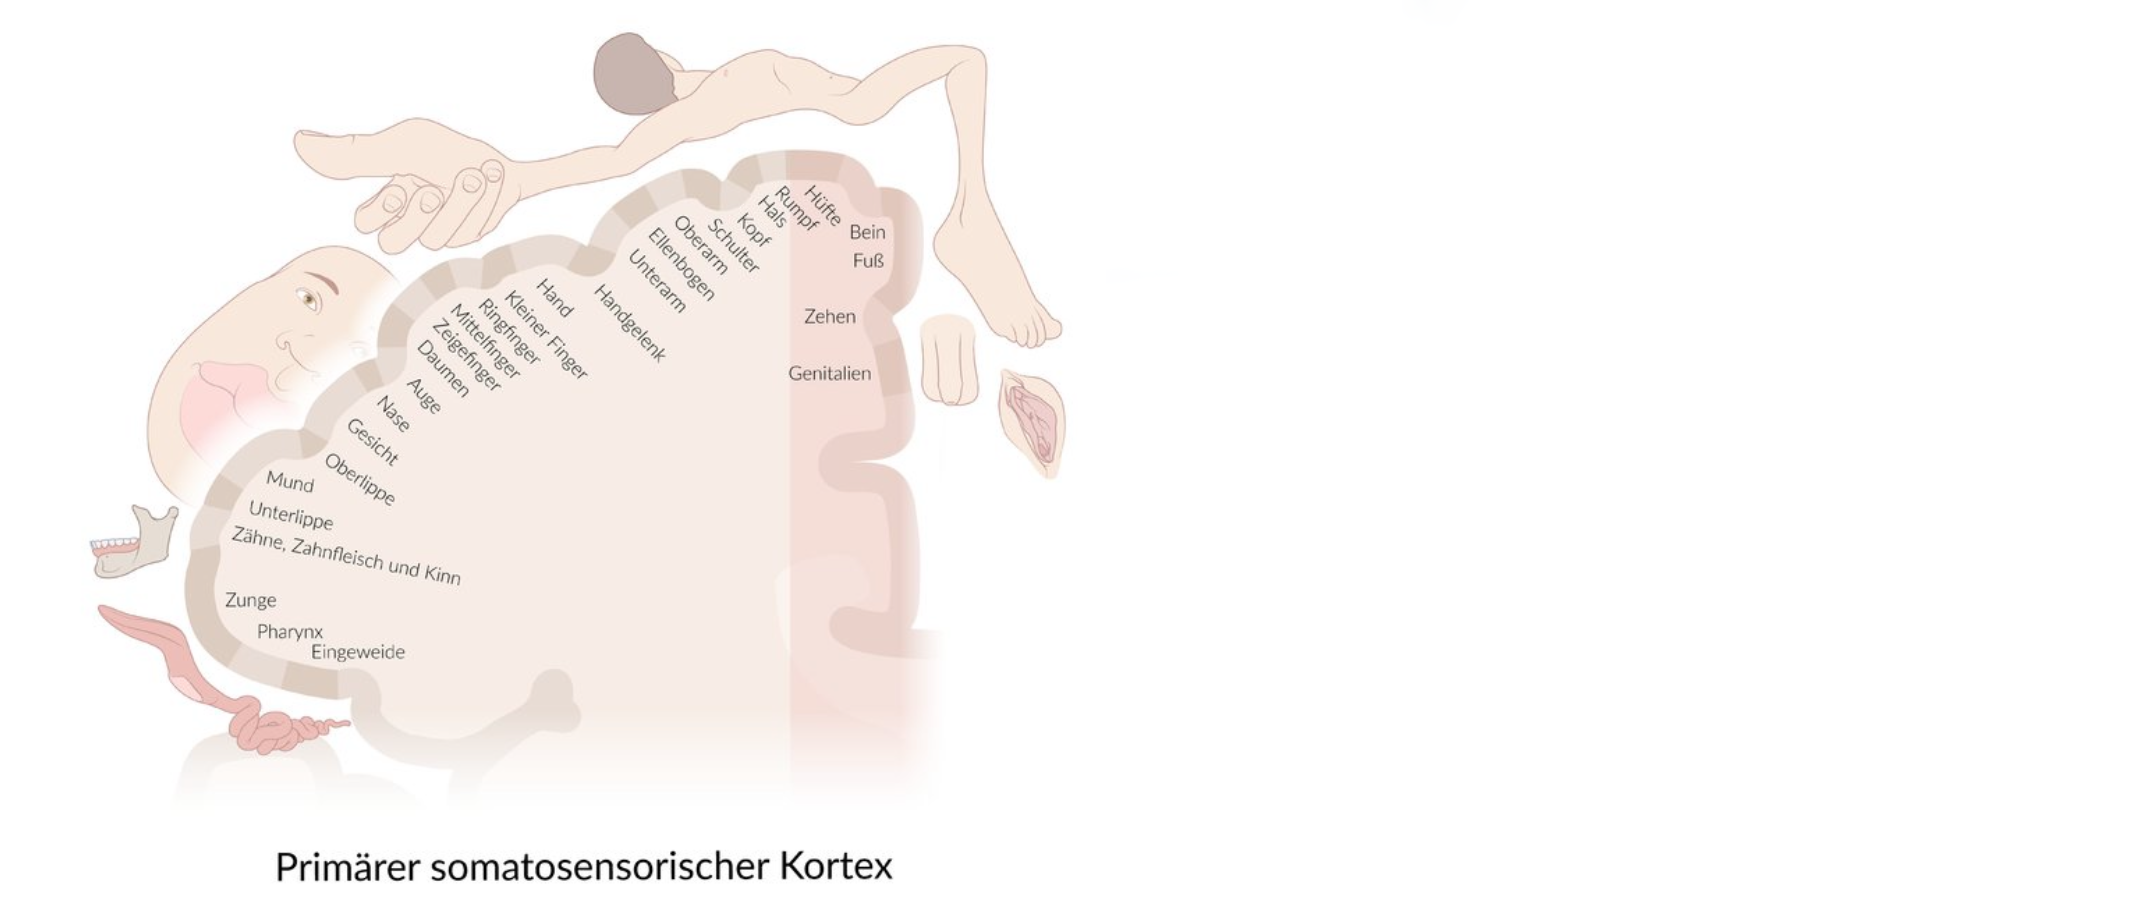 Hüfte
Rumpf
Hals
Kopf
Schulter
Oberarm
Ellenbogen
Unterarm
Handgelenk
Hand
Kleiner Finger
Ringfinger
Mittelfinger
Zeigefinger
Daumen
Auge
Nase
Gesicht
Oberlippe
Mund
Unterlippe
Zähne, Zahnfleisch und Kinn
Zunge
Pharynx
Eingeweide
Bein
Fuß
Zehen
Genitalien
Primärer somatosensorischer Kortex